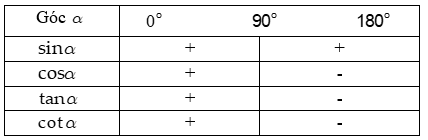 Góc α 0° 90° 180°
sinα + +
cosα + -
tanα + -
cotα + -